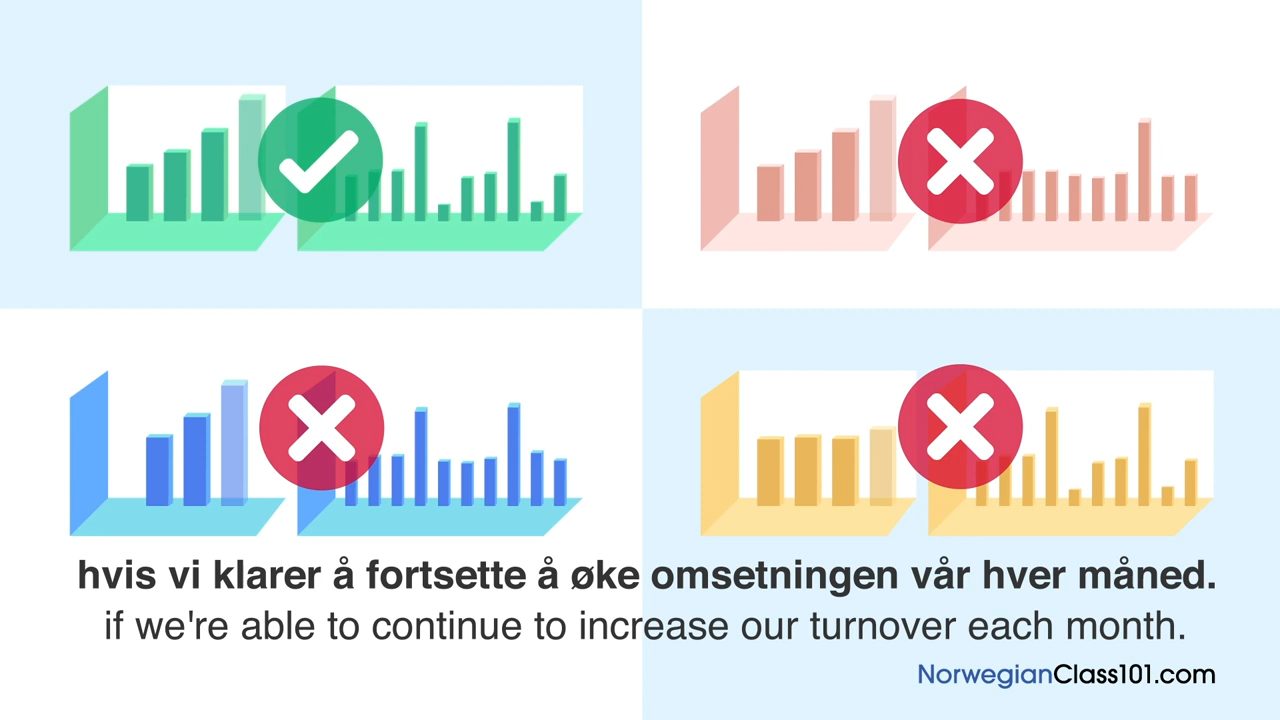 hvis vi klarer å fortsette å øke omsetningen vår hver måned.
if we're able to continue to increase our turnover each month.
NorwegianClass101.com